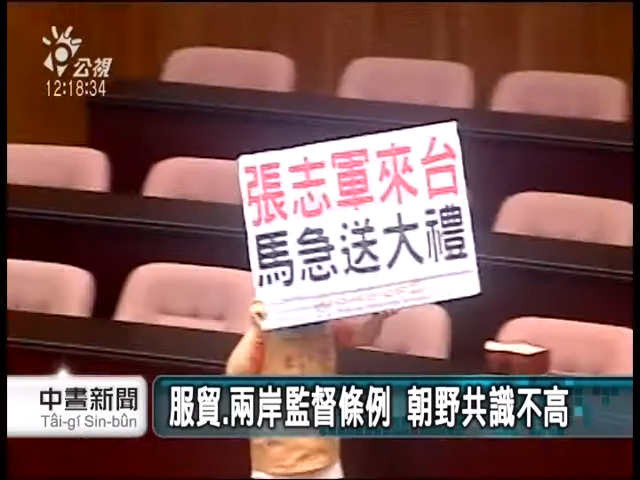 公視
12:18:34
張志軍來台
馬急送大禮
中晝新聞
Tâi-gí Sin-bûn
服貿.兩岸監督條例 朝野共識不高